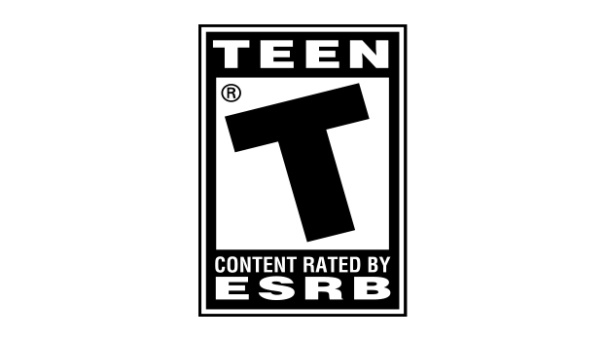 TEEN
®
T
CONTENT RATED BY
ESRB